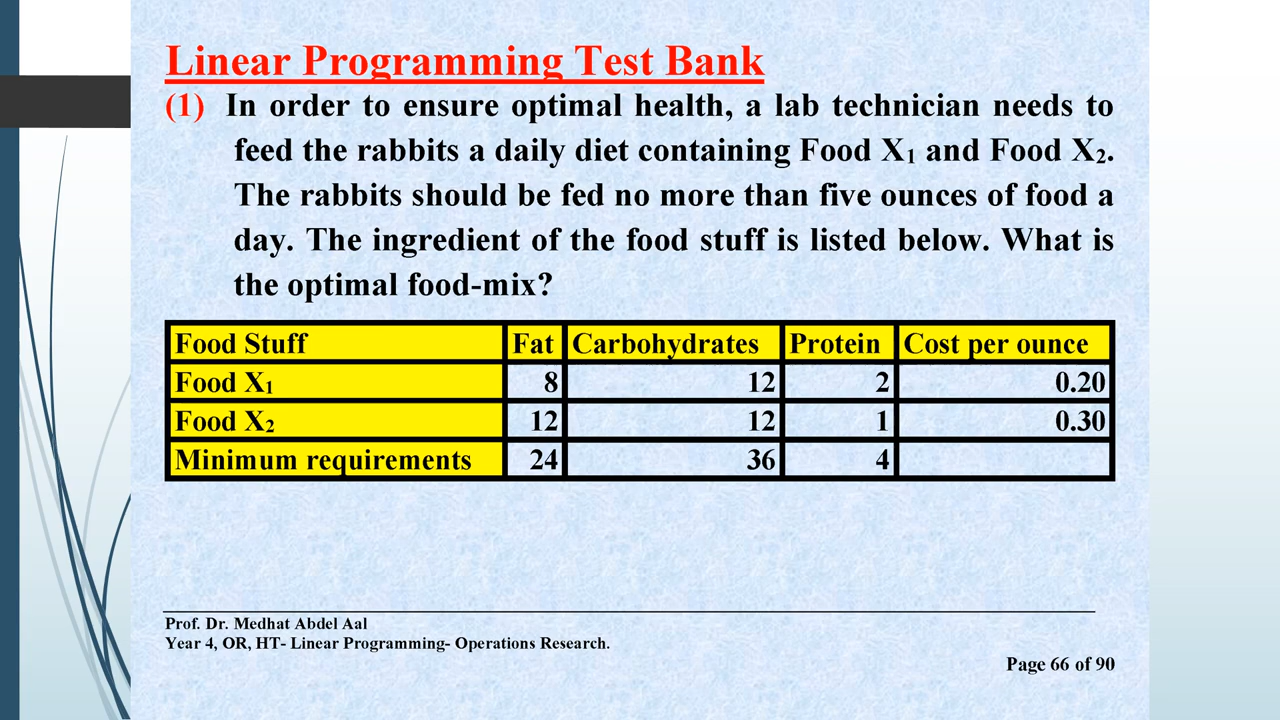 Linear Programming Test Bank
(1) In order to ensure optimal health, a lab technician needs to
feed the rabbits a daily diet containing Food X₁ and Food X₂.
The rabbits should be fed no more than five ounces of food a
day. The ingredient of the food stuff is listed below. What is
the optimal food-mix?
Food Stuff Fat Carbohydrates Protein Cost per ounce
Food X₁ 8 12 2 0.20
Food X₂ 12 12 1 0.30
Minimum requirements 24 36 4
Prof. Dr. Medhat Abdel Aal
Year 4, OR, HT- Linear Programming- Operations Research.
Page 66 of 90